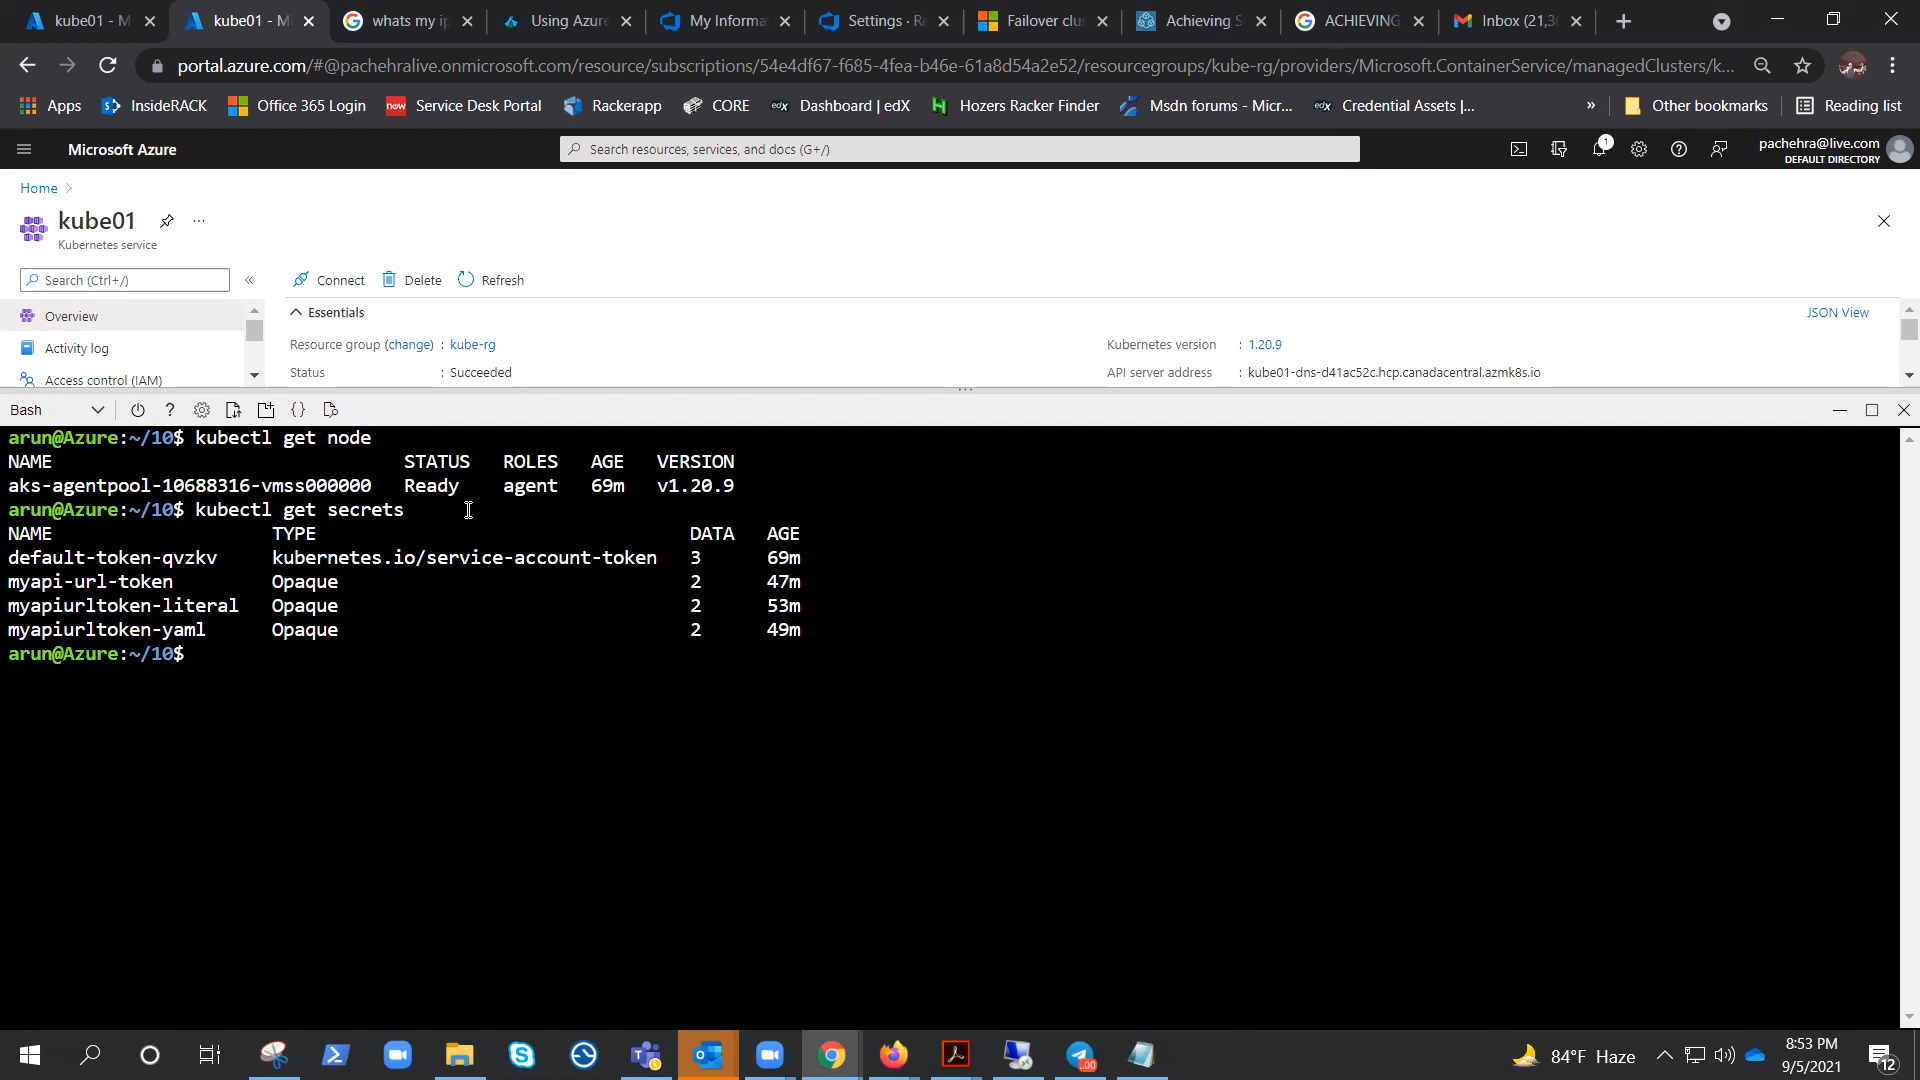 kube01 - M
kube01 - M
whats my ip
Using Azure
My Informa
Settings · Re
Failover clu
Achieving S
ACHIEVING
Inbox (21,30
portal.azure.com/#@pachehralive.onmicrosoft.com/resource/subscriptions/54e4df67-f685-4fea-b46e-61a8d54a2e52/resourcegroups/kube-rg/providers/Microsoft.ContainerService/managedClusters/k...
Apps
InsideRACK
Office 365 Login
now
Service Desk Portal
Rackerapp
CORE
edx
Dashboard | edX
Hozers Racker Finder
Msdn forums - Micr...
edx
Credential Assets |...
»
Other bookmarks
Reading list
Microsoft Azure
Search resources, services, and docs (G+/)
1
pachehra@live.com
DEFAULT DIRECTORY
Home >
kube01
...
Kubernetes service
Search (Ctrl+/)
«
Connect
Delete
Refresh
Overview
Activity log
Access control (IAM)
Essentials
JSON View
Resource group (change) : kube-rg
Kubernetes version : 1.20.9
Status : Succeeded
API server address : kube01-dns-d41ac52c.hcp.canadacentral.azmk8s.io
Bash
?
{}
arun@Azure:~/10$ kubectl get node
NAME STATUS ROLES AGE VERSION
aks-agentpool-10688316-vmss000000 Ready agent 69m v1.20.9
arun@Azure:~/10$ kubectl get secrets
NAME TYPE DATA AGE
default-token-qvzkv kubernetes.io/service-account-token 3 69m
myapi-url-token Opaque 2 47m
myapiurltoken-literal Opaque 2 53m
myapiurltoken-yaml Opaque 2 49m
arun@Azure:~/10$
84°F Haze
8:53 PM
9/5/2021
12